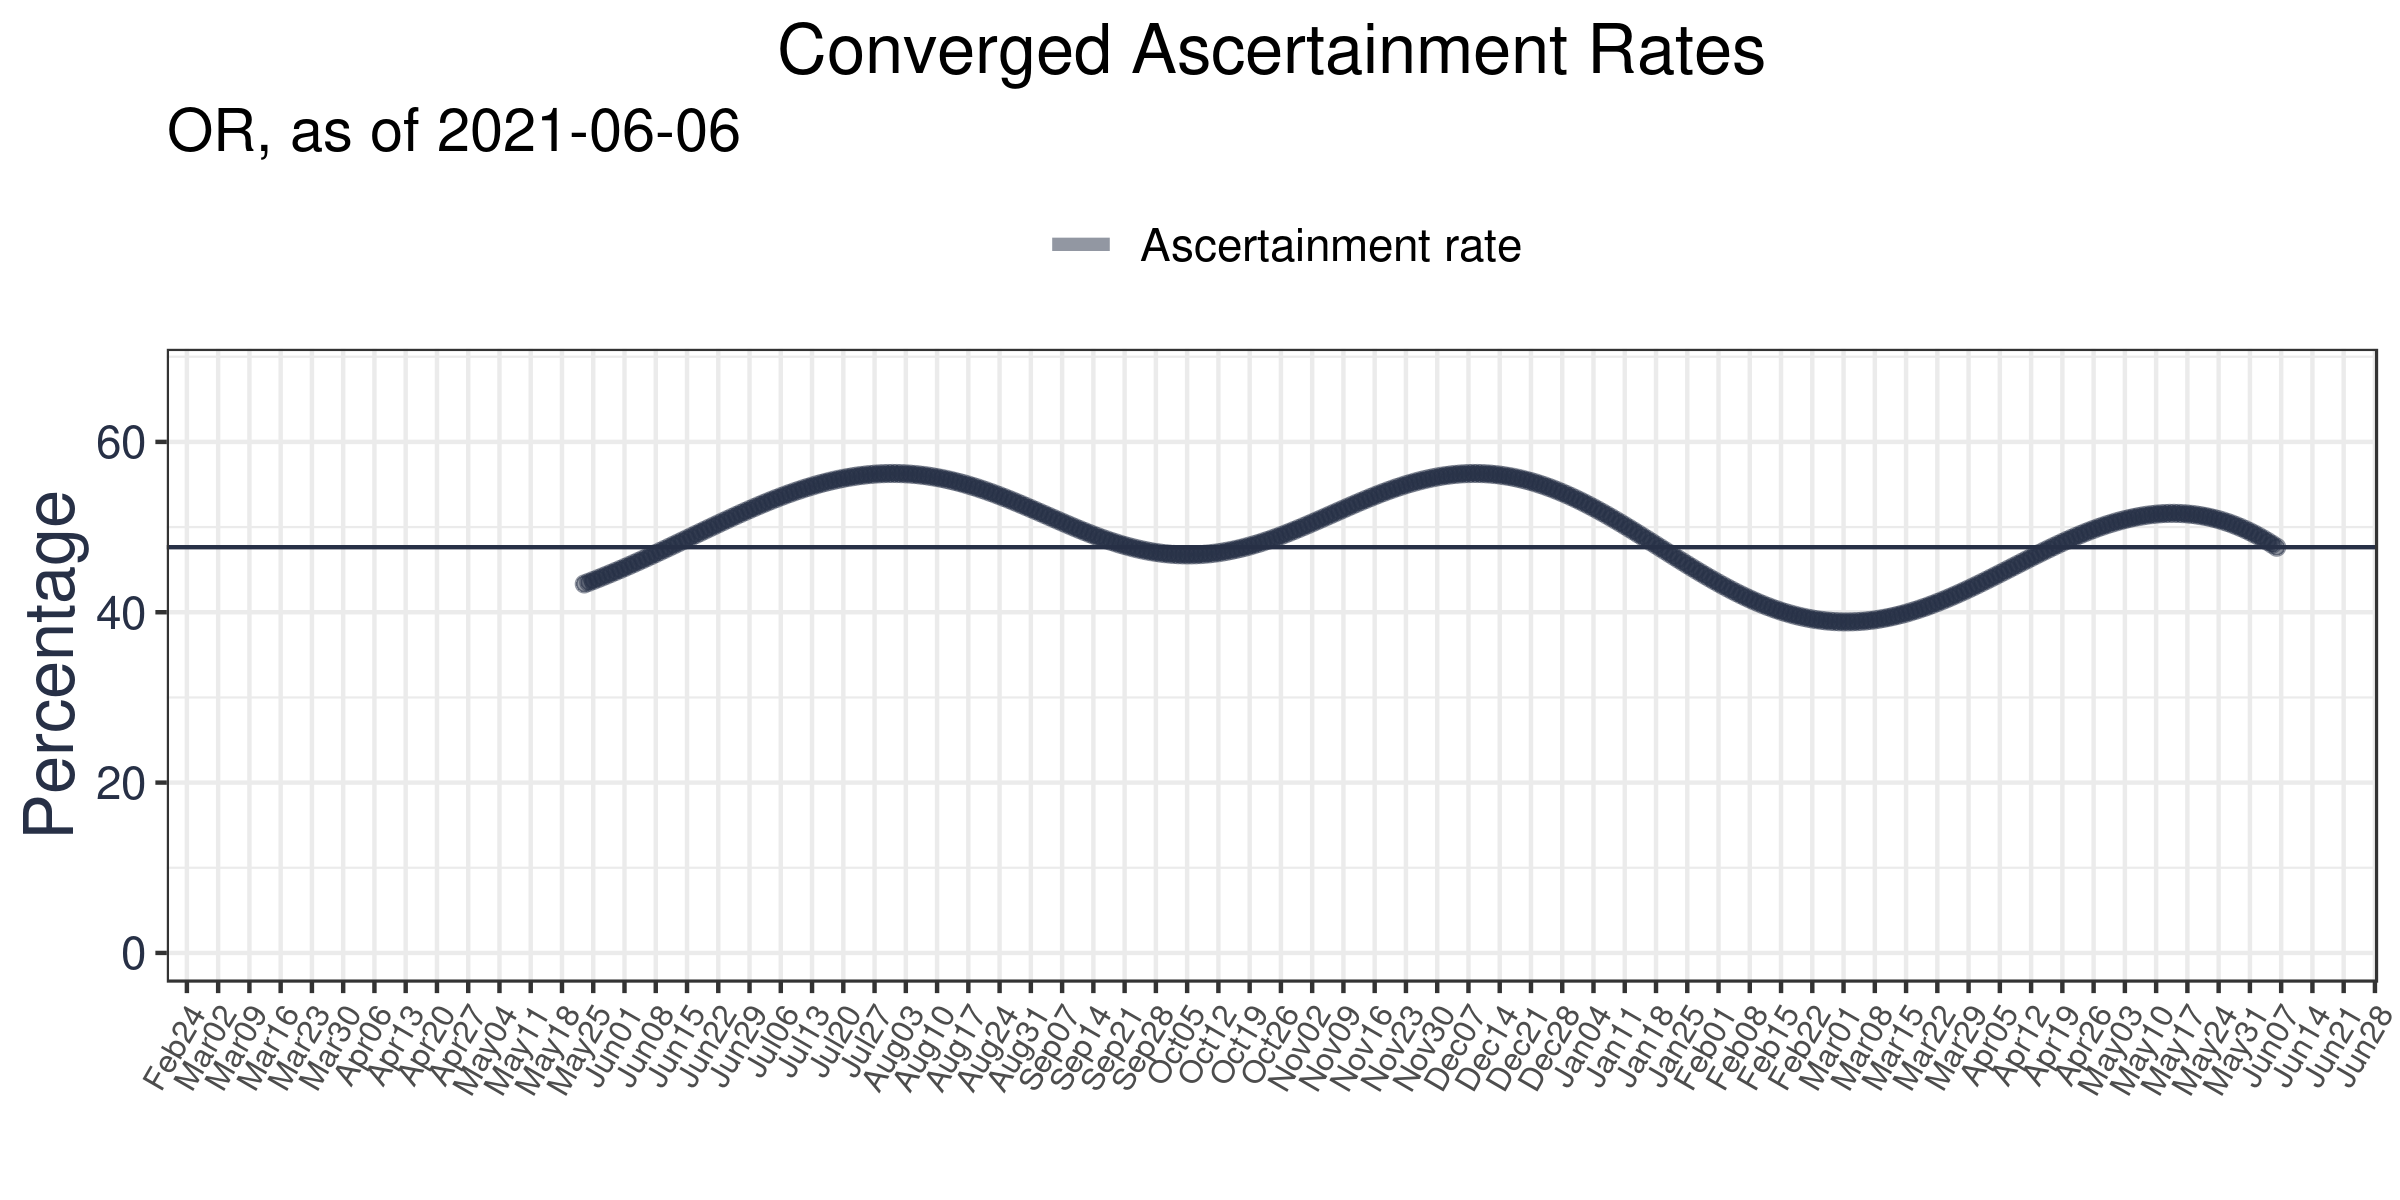 Converged Ascertainment Rates
OR, as of 2021-06-06
Ascertainment rate
Percentage
60
40
20
0
Feb24 Mar02 Mar09 Mar16 Mar23 Mar30 Apr06 Apr13 Apr20 Apr27 May04 May11 May18 May25 Jun01 Jun08 Jun15 Jun22 Jun29 Jul06 Jul13 Jul20 Jul27 Aug03 Aug10 Aug17 Aug24 Aug31 Sep07 Sep14 Sep21 Sep28 Oct05 Oct12 Oct19 Oct26 Nov02 Nov09 Nov16 Nov23 Nov30 Dec07 Dec14 Dec21 Dec28 Jan04 Jan11 Jan18 Jan25 Feb01 Feb08 Feb15 Feb22 Mar01 Mar08 Mar15 Mar22 Mar29 Apr05 Apr12 Apr19 Apr26 May03 May10 May17 May24 May31 Jun07 Jun14 Jun21 Jun28